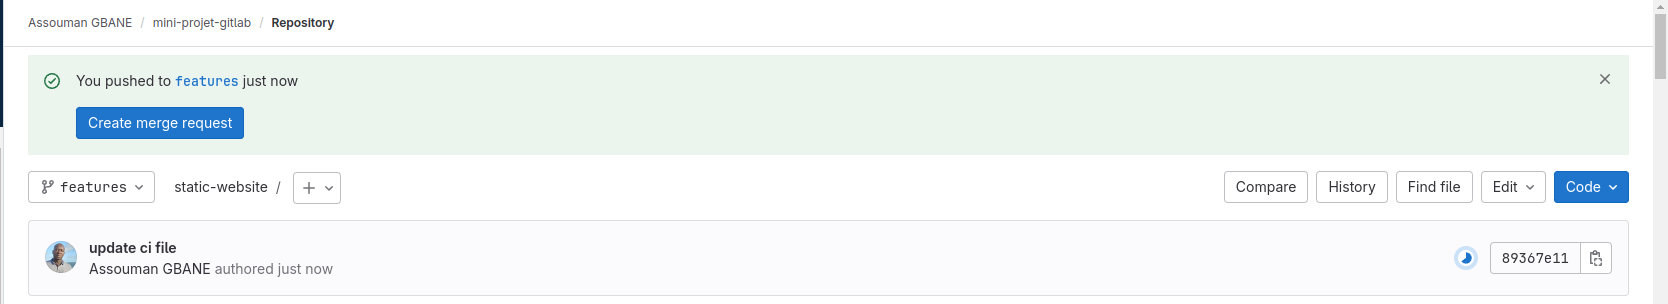 Assouman GBANE / mini-projet-gitlab / Repository
You pushed to features just now
Create merge request
features static-website / + Compare History Find file Edit Code
update ci file
Assouman GBANE authored just now
89367e11